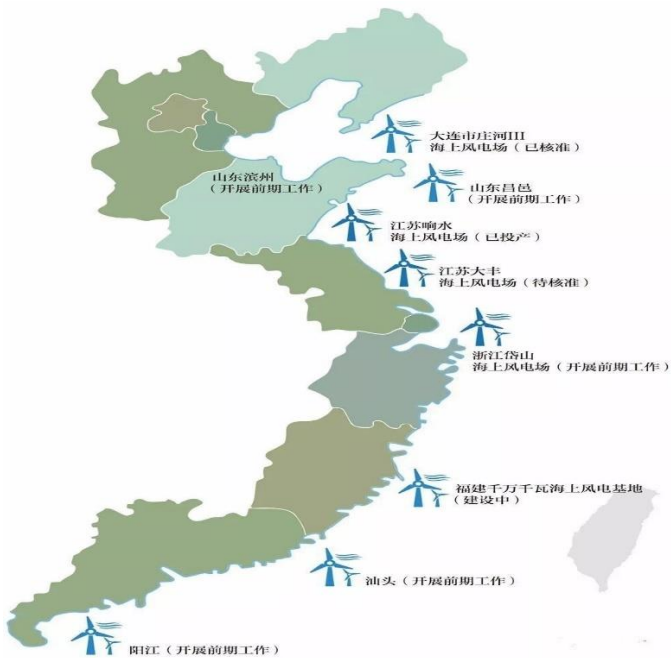 大连市庄河III
海上风电场（已核准）
山东滨州
（开展前期工作）
山东昌邑
（开展前期工作）
江苏响水
海上风电场（已投产）
江苏大丰
海上风电场（待核准）
浙江岱山
海上风电场（开展前期工作）
福建千万千瓦海上风电基地
（建设中）
汕头（开展前期工作）
阳江（开展前期工作）